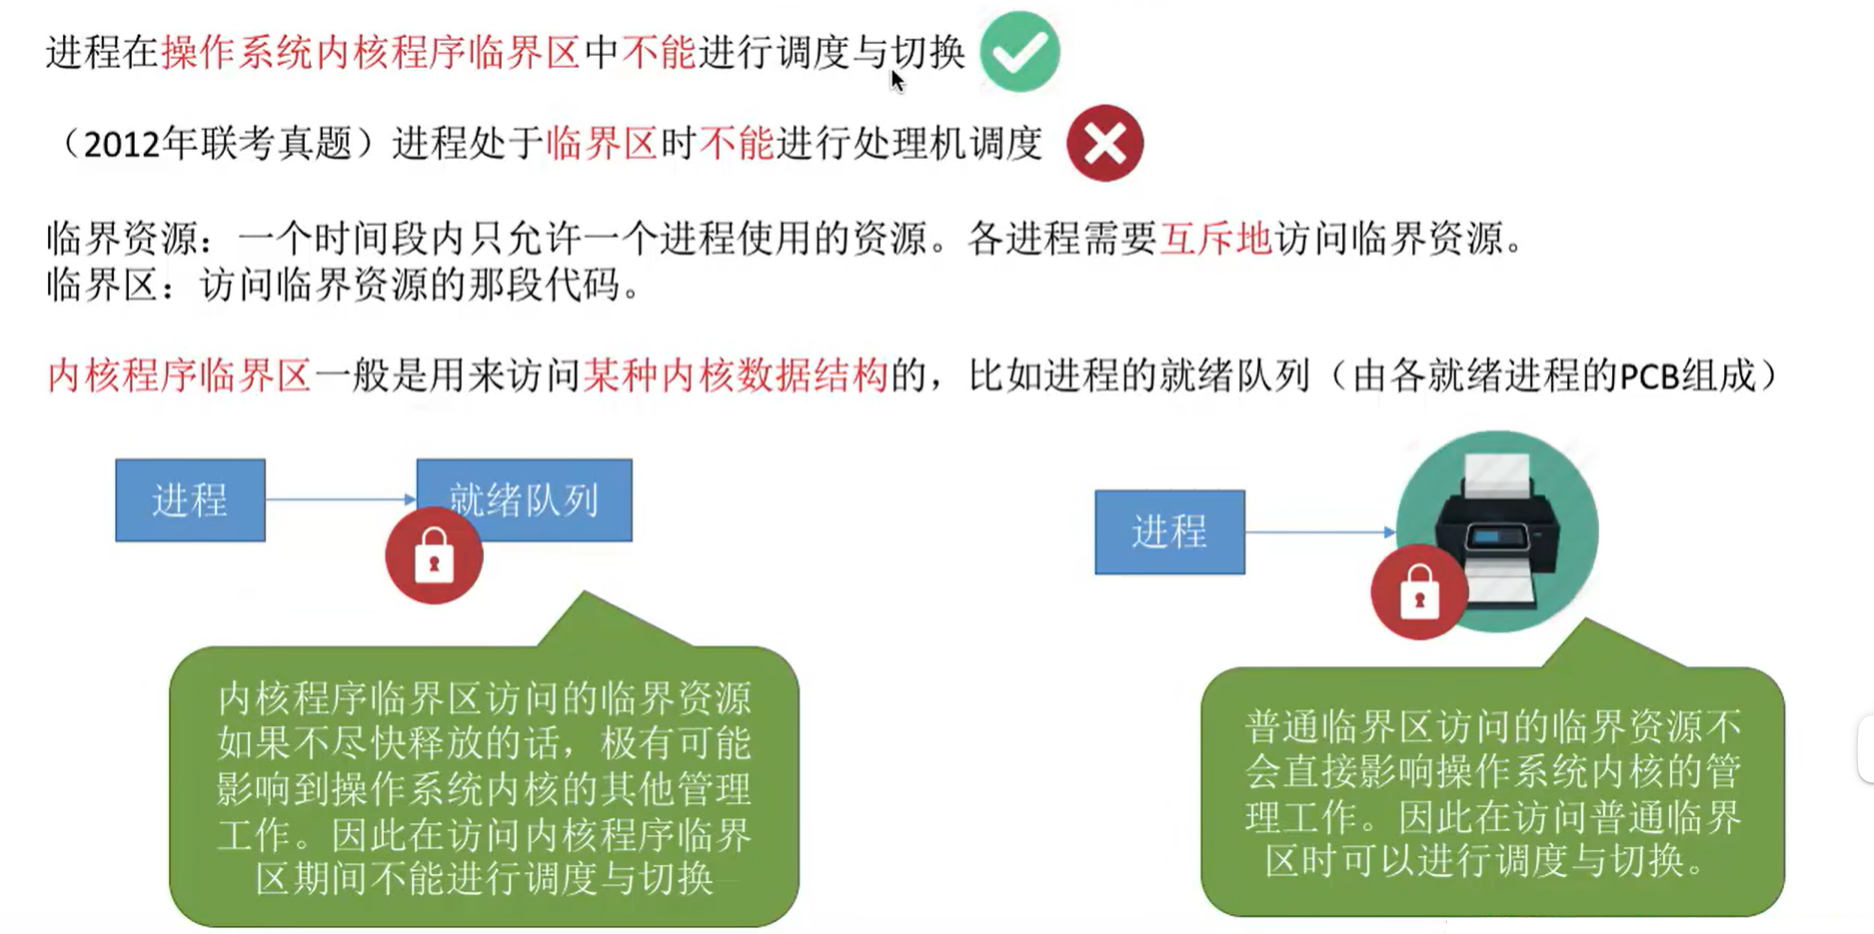 进程在操作系统内核程序临界区中不能进行调度与切换
（2012年联考真题）进程处于临界区时不能进行处理机调度
临界资源：一个时间段内只允许一个进程使用的资源。各进程需要互斥地访问临界资源。
临界区：访问临界资源的那段代码。
内核程序临界区一般是用来访问某种内核数据结构的，比如进程的就绪队列（由各就绪进程的PCB组成）
进程
就绪队列
进程
内核程序临界区访问的临界资源
如果不尽快释放的话，极有可能
影响到操作系统内核的其他管理
工作。因此在访问内核程序临界
区期间不能进行调度与切换
普通临界区访问的临界资源不
会直接影响操作系统内核的管
理工作。因此在访问普通临界
区时可以进行调度与切换。